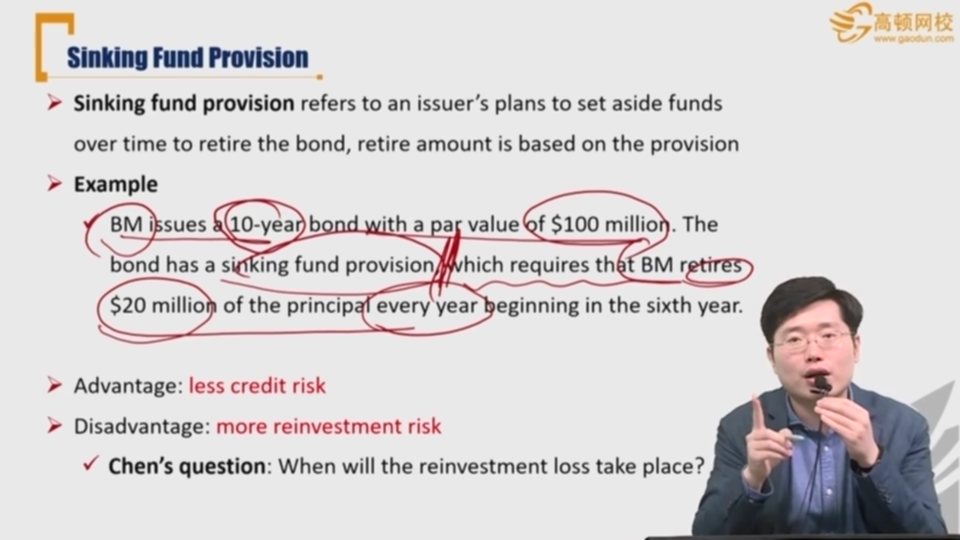 高顿网校
www.gaodun.com
Sinking Fund Provision
Sinking fund provision refers to an issuer's plans to set aside funds
over time to retire the bond, retire amount is based on the provision
Example
BM issues a 10-year bond with a par value of $100 million. The
bond has a sinking fund provision, which requires that BM retires
$20 million of the principal every year beginning in the sixth year.
Advantage: less credit risk
Disadvantage: more reinvestment risk
Chen's question: When will the reinvestment loss take place?